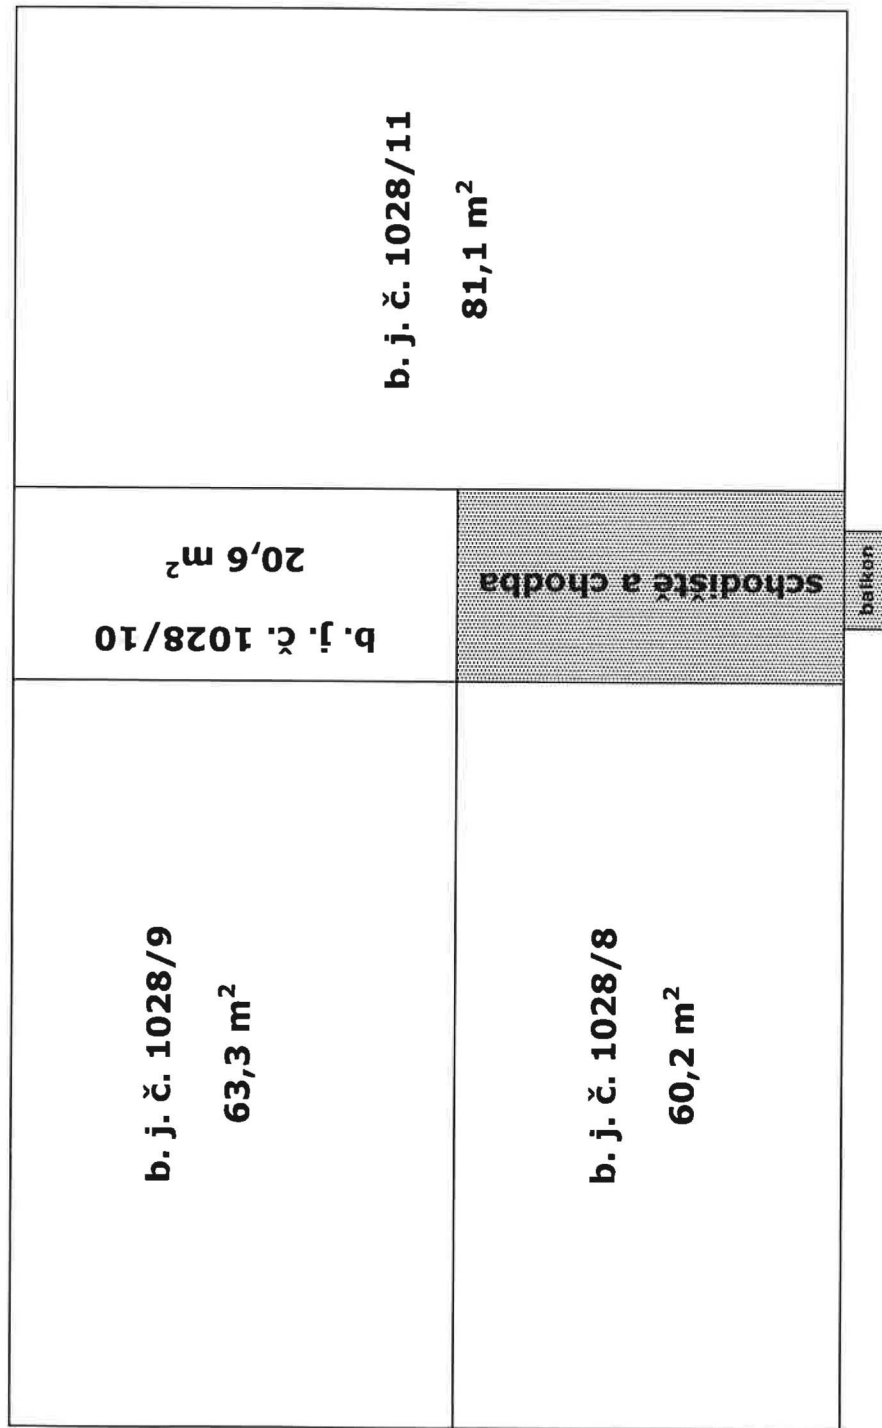 b. j. č. 1028/11
81,1 m²
b. j. č. 1028/10
20,6 m²
schodiště a chodba
balkon
b. j. č. 1028/9
63,3 m²
b. j. č. 1028/8
60,2 m²